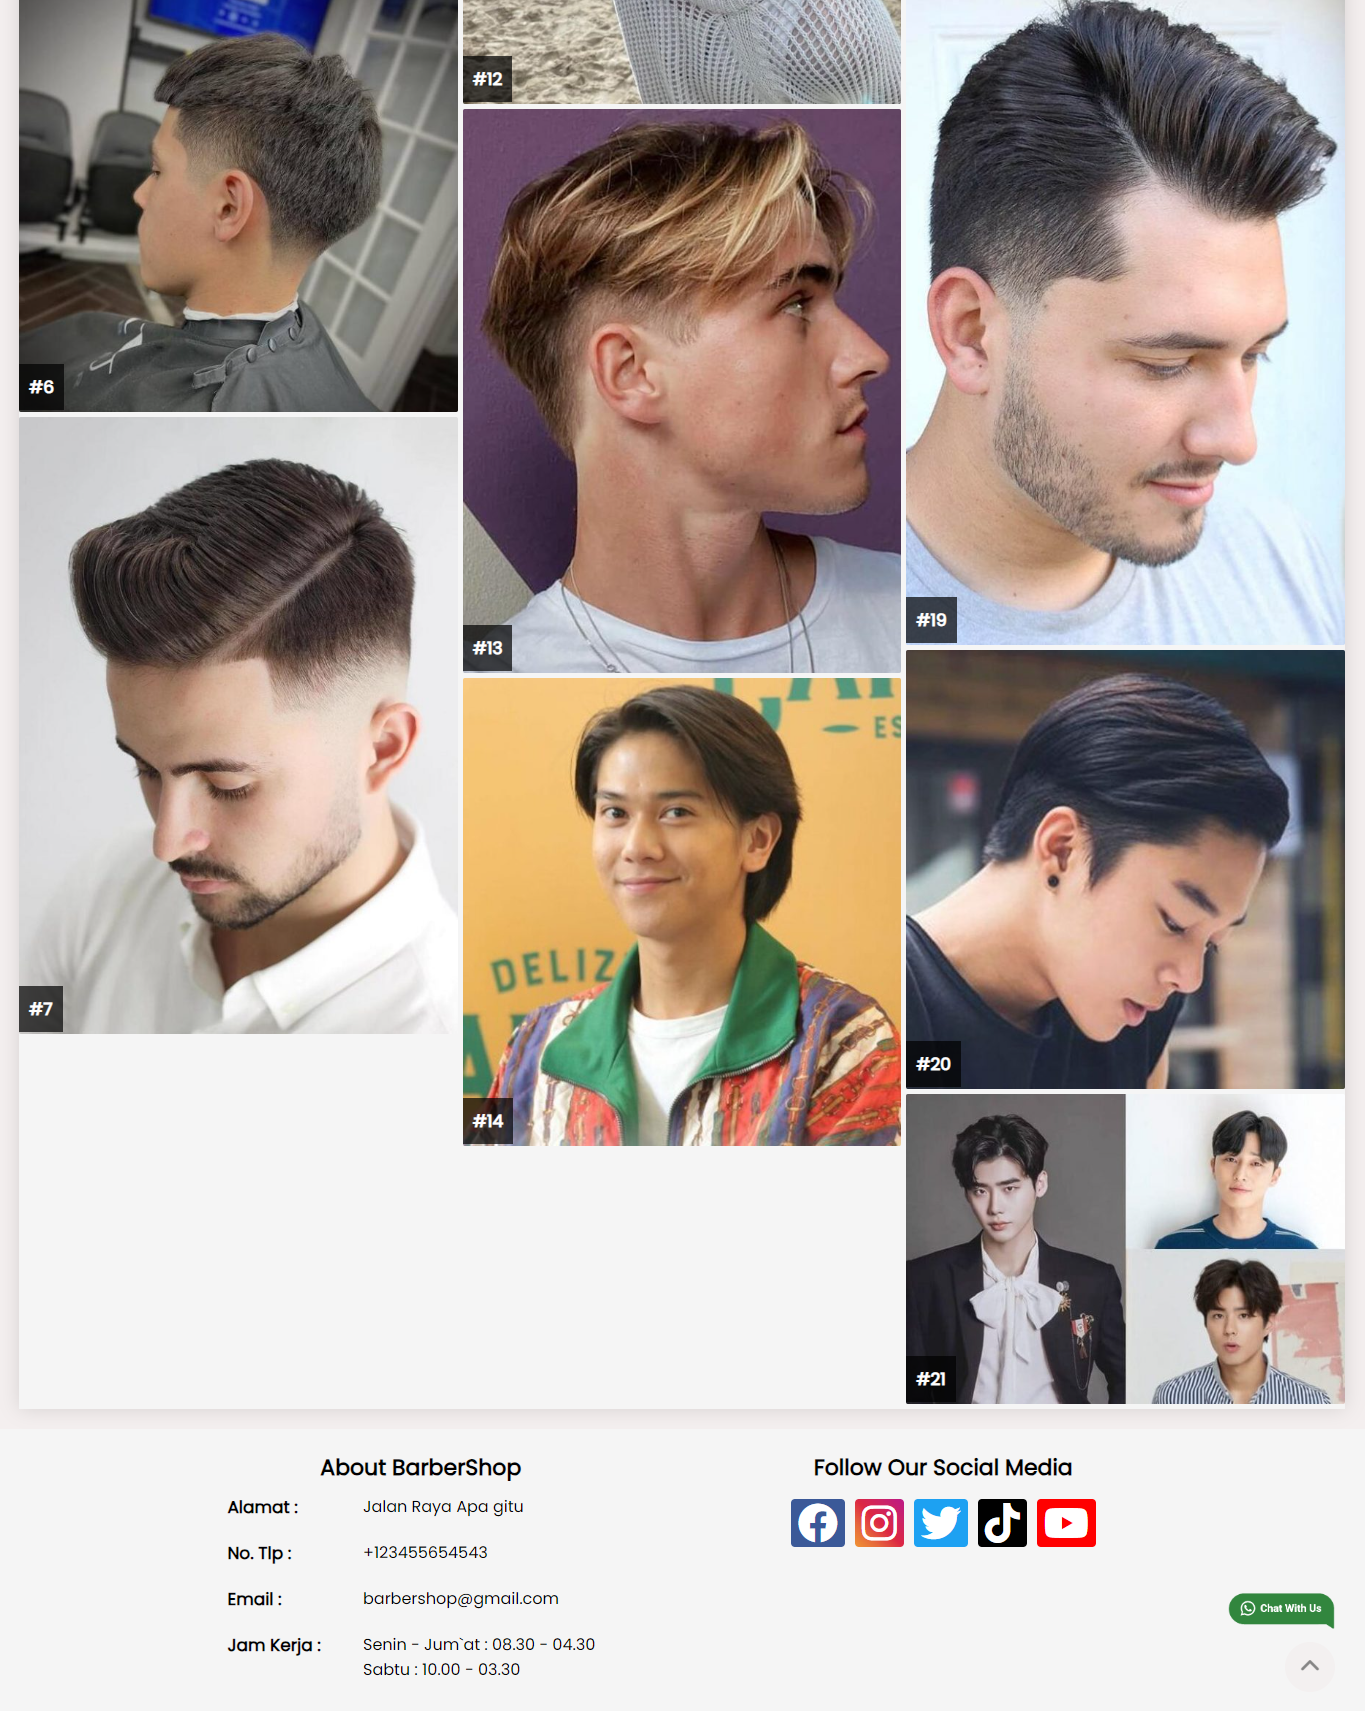 #12
#6
#13
#19
#7
DELIZ
ES
#14
#20
#21
About BarberShop
Alamat :
Jalan Raya Apa gitu
No. Tlp :
+123455654543
Email :
barbershop@gmail.com
Jam Kerja :
Senin - Jum`at : 08.30 - 04.30
Sabtu : 10.00 - 03.30
Follow Our Social Media
Chat With Us